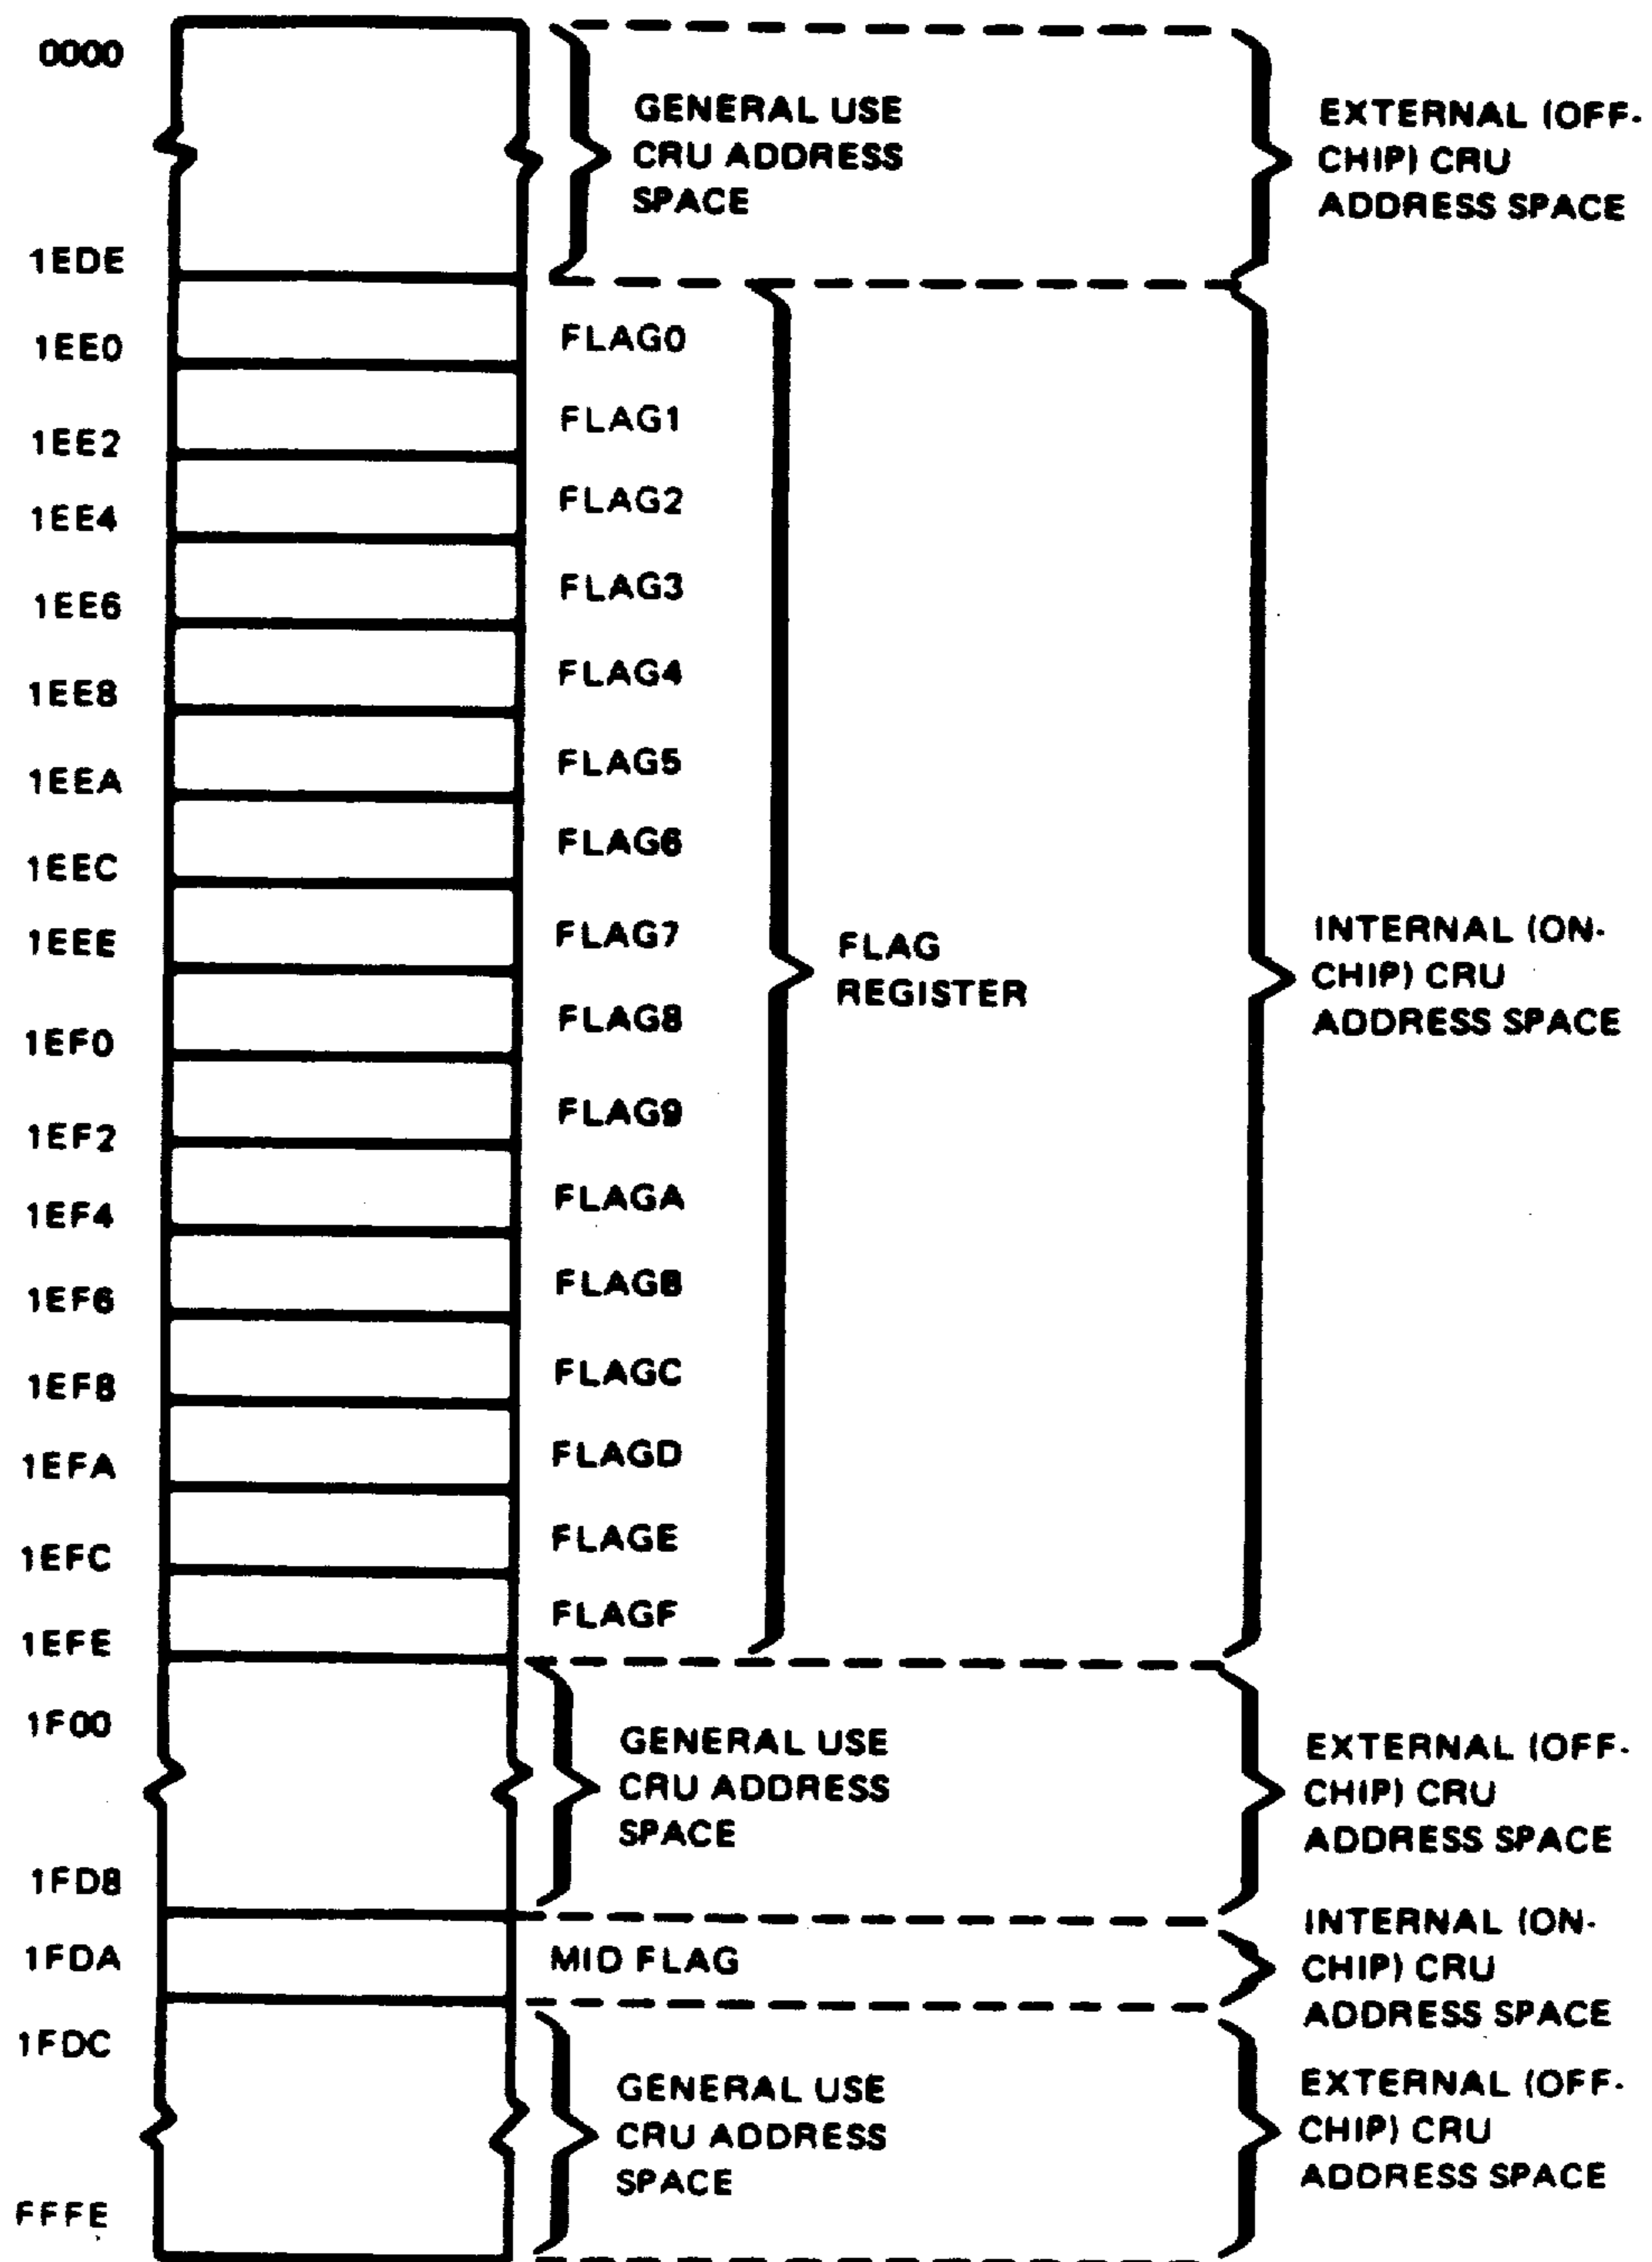 0000
GENERAL USE
CRU ADDRESS
SPACE
EXTERNAL (OFF-
CHIP) CRU
ADDRESS SPACE
1EDE
1EE0
FLAG0
1EE2
FLAG1
1EE4
FLAG2
1EE6
FLAG3
1EE8
FLAG4
1EEA
FLAG5
1EEC
FLAG6
1EEE
FLAG7
FLAG
REGISTER
INTERNAL (ON-
CHIP) CRU
ADDRESS SPACE
1EF0
FLAG8
1EF2
FLAG9
1EF4
FLAGA
1EF6
FLAGB
1EF8
FLAGC
1EFA
FLAGD
1EFC
FLAGE
1EFE
FLAGF
1F00
GENERAL USE
CRU ADDRESS
SPACE
EXTERNAL (OFF-
CHIP) CRU
ADDRESS SPACE
1FD8
1FDA
MID FLAG
INTERNAL (ON-
CHIP) CRU
ADDRESS SPACE
1FDC
GENERAL USE
CRU ADDRESS
SPACE
EXTERNAL (OFF-
CHIP) CRU
ADDRESS SPACE
FFFE